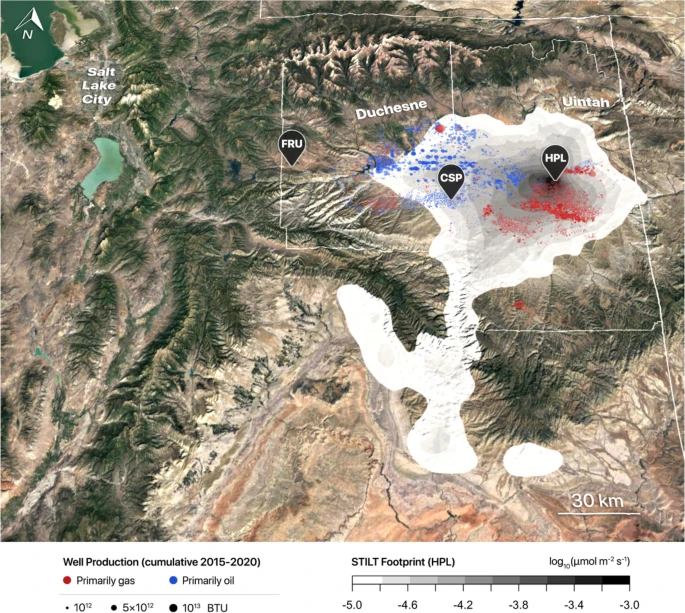 N
Salt
Lake
City
Duchesne
Uintah
FRU
CSP
HPL
30 km
Well Production (cumulative 2015-2020)
Primarily gas
Primarily oil
10¹²
5×10¹²
10¹³ BTU
STILT Footprint (HPL)
log₁₀(μmol m⁻² s⁻¹)
-5.0
-4.6
-4.2
-3.8
-3.4
-3.0